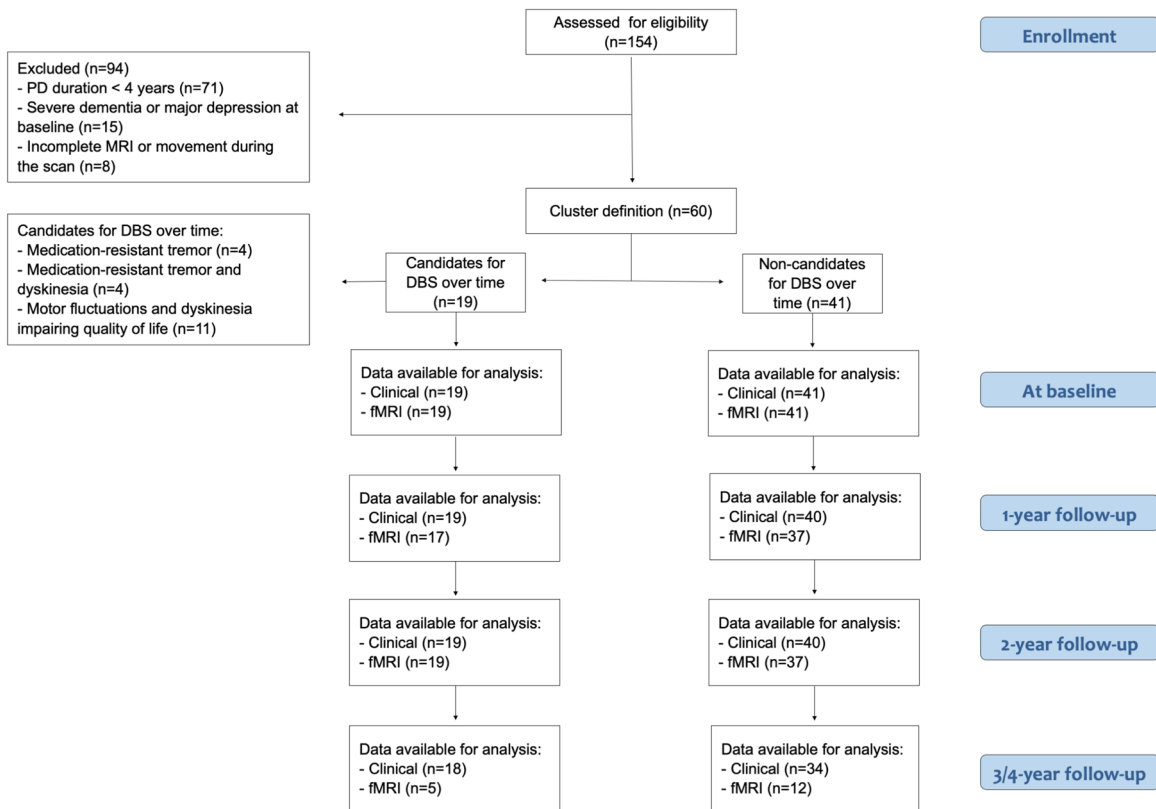 Assessed for eligibility
(n=154)
Enrollment
Excluded (n=94)
- PD duration < 4 years (n=71)
- Severe dementia or major depression at
baseline (n=15)
- Incomplete MRI or movement during
the scan (n=8)
Cluster definition (n=60)
Candidates for DBS over time:
- Medication-resistant tremor (n=4)
- Medication-resistant tremor and
dyskinesia (n=4)
- Motor fluctuations and dyskinesia
impairing quality of life (n=11)
Candidates for
DBS over time
(n=19)
Non-candidates
for DBS over
time (n=41)
Data available for analysis:
- Clinical (n=19)
- fMRI (n=19)
Data available for analysis:
- Clinical (n=41)
- fMRI (n=41)
At baseline
Data available for analysis:
- Clinical (n=19)
- fMRI (n=17)
Data available for analysis:
- Clinical (n=40)
- fMRI (n=37)
1-year follow-up
Data available for analysis:
- Clinical (n=19)
- fMRI (n=19)
Data available for analysis:
- Clinical (n=40)
- fMRI (n=37)
2-year follow-up
Data available for analysis:
- Clinical (n=18)
- fMRI (n=5)
Data available for analysis:
- Clinical (n=34)
- fMRI (n=12)
3/4-year follow-up